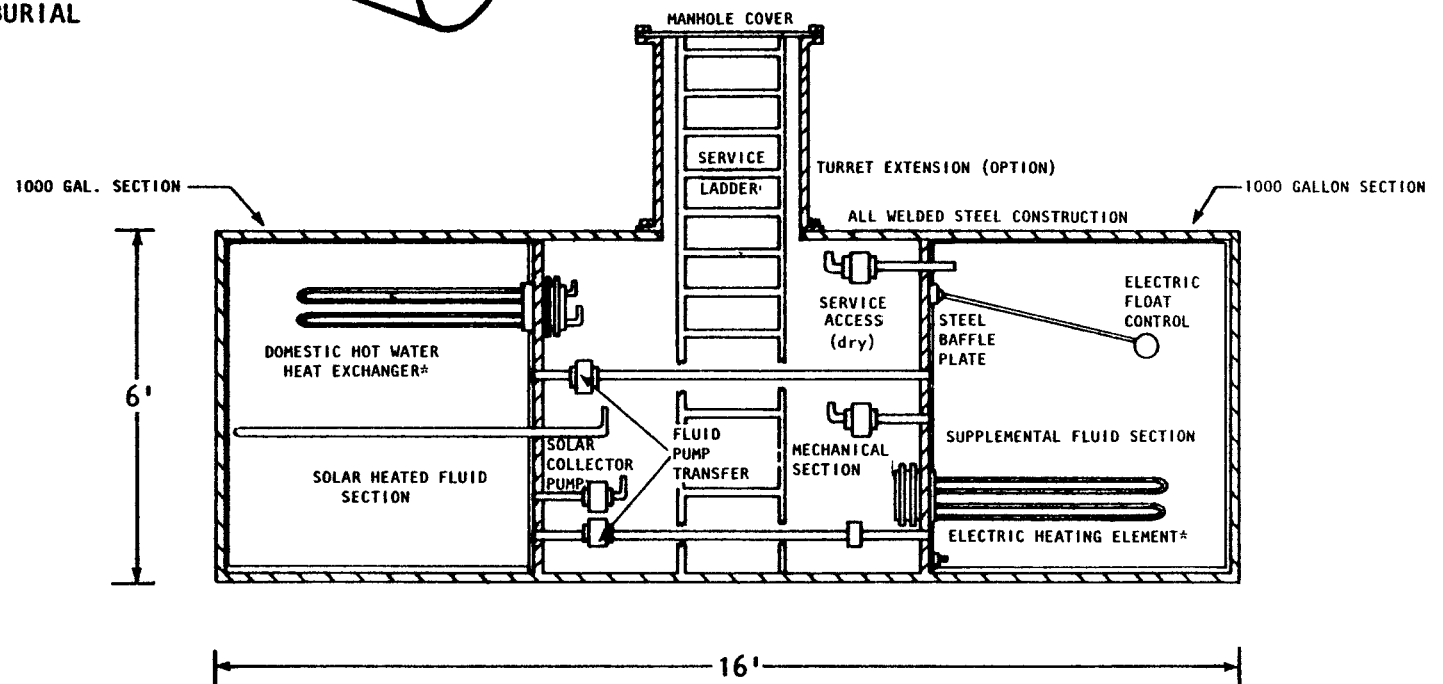 BURIAL
MANHOLE COVER
SERVICE
LADDER
TURRET EXTENSION (OPTION)
1000 GAL. SECTION
1000 GALLON SECTION
ALL WELDED STEEL CONSTRUCTION
6'
DOMESTIC HOT WATER
HEAT EXCHANGER*
SERVICE
ACCESS
(dry)
STEEL
BAFFLE
PLATE
ELECTRIC
FLOAT
CONTROL
SOLAR HEATED FLUID
SECTION
SOLAR
COLLECTOR
PUMP
FLUID
PUMP
TRANSFER
MECHANICAL
SECTION
SUPPLEMENTAL FLUID SECTION
ELECTRIC HEATING ELEMENT*
16'